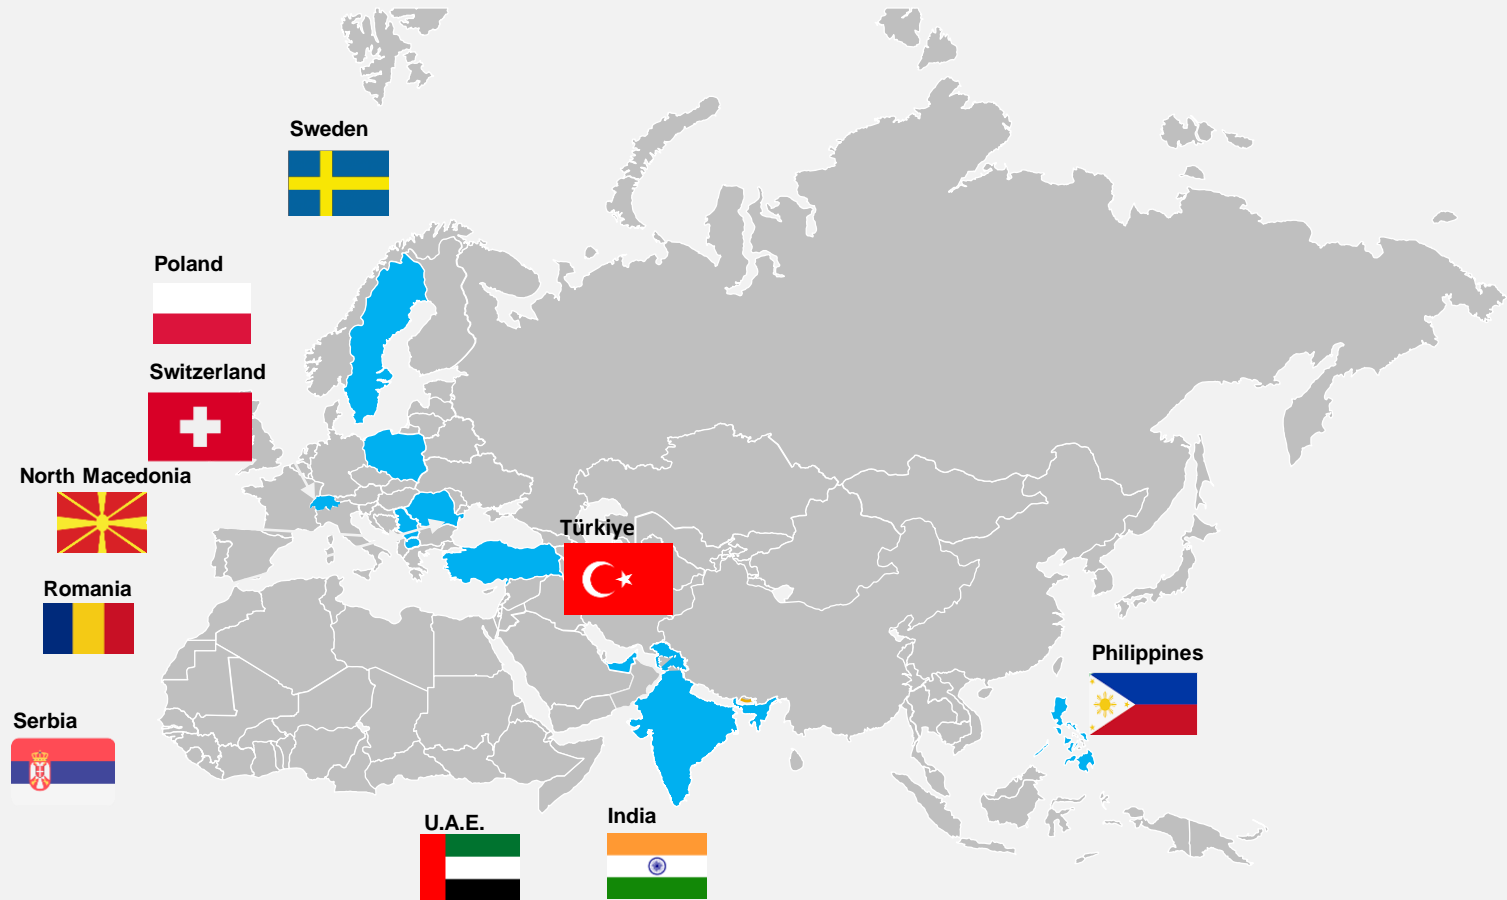 Sweden
Poland
Switzerland
North Macedonia
Türkiye
Romania
Philippines
Serbia
U.A.E.
India